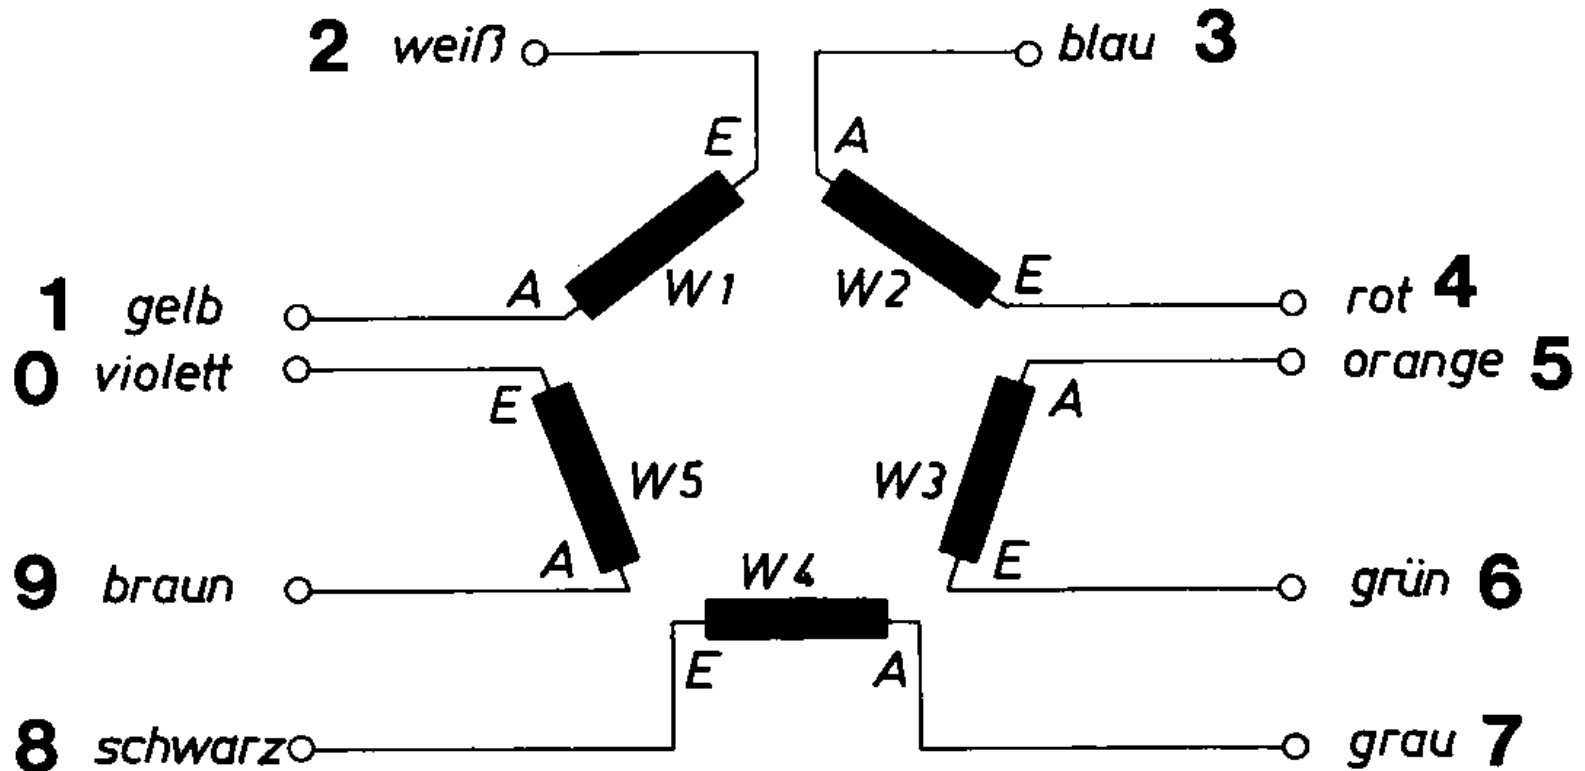 2 weiß blau 3
E A
A W1 W2 E
1 gelb rot 4
0 violett orange 5
E A
W5 W3
A E
9 braun W4 grün 6
E A
8 schwarz grau 7